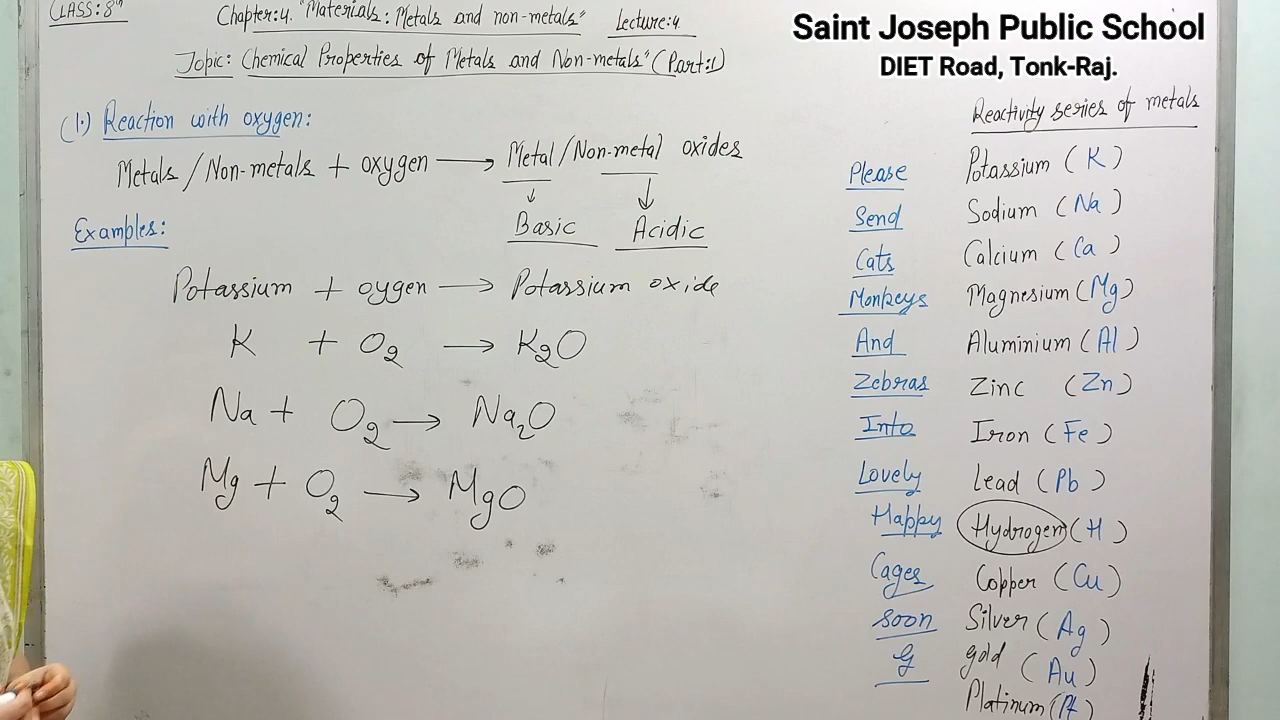 CLASS: 8th
Chapter:4. "Materials: Metals and non-metals" Lecture:4.
Topic: Chemical Properties of Metals and Non-metals" (Part:1)
Saint Joseph Public School
DIET Road, Tonk-Raj.
(1.) Reaction with oxygen:
Metals/Non-metals + oxygen → Metal/Non-metal oxides
↓ ↓
Basic Acidic
Examples:
Potassium + oygen → Potassium oxide
K + O2 → K2O
Na + O2 → Na2O
Mg + O2 → MgO
Reactivity series of metals
Please Potassium (K)
Send Sodium (Na)
Cats Calcium (Ca)
Monkeys Magnesium (Mg)
And Aluminium (Al)
Zebras Zinc (Zn)
Into Iron (Fe)
Lovely Lead (Pb)
Happy Hydrogen (H)
Cages Copper (Cu)
soon Silver (Ag)
G gold (Au)
Platinum (Pt)